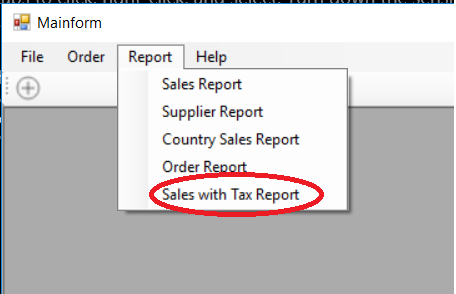 Mainform
File Order Report Help
Sales Report
Supplier Report
Country Sales Report
Order Report
Sales with Tax Report